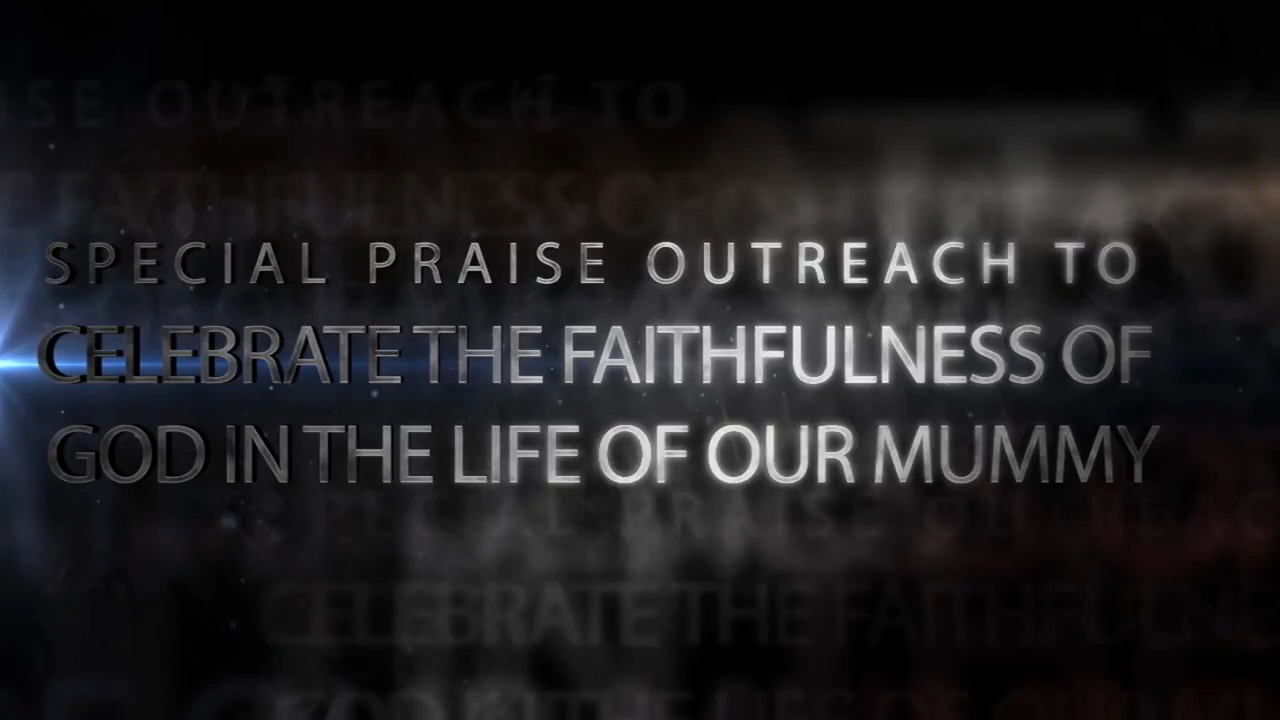 SPECIAL PRAISE OUTREACH TO
CELEBRATE THE FAITHFULNESS OF
GOD IN THE LIFE OF OUR MUMMY